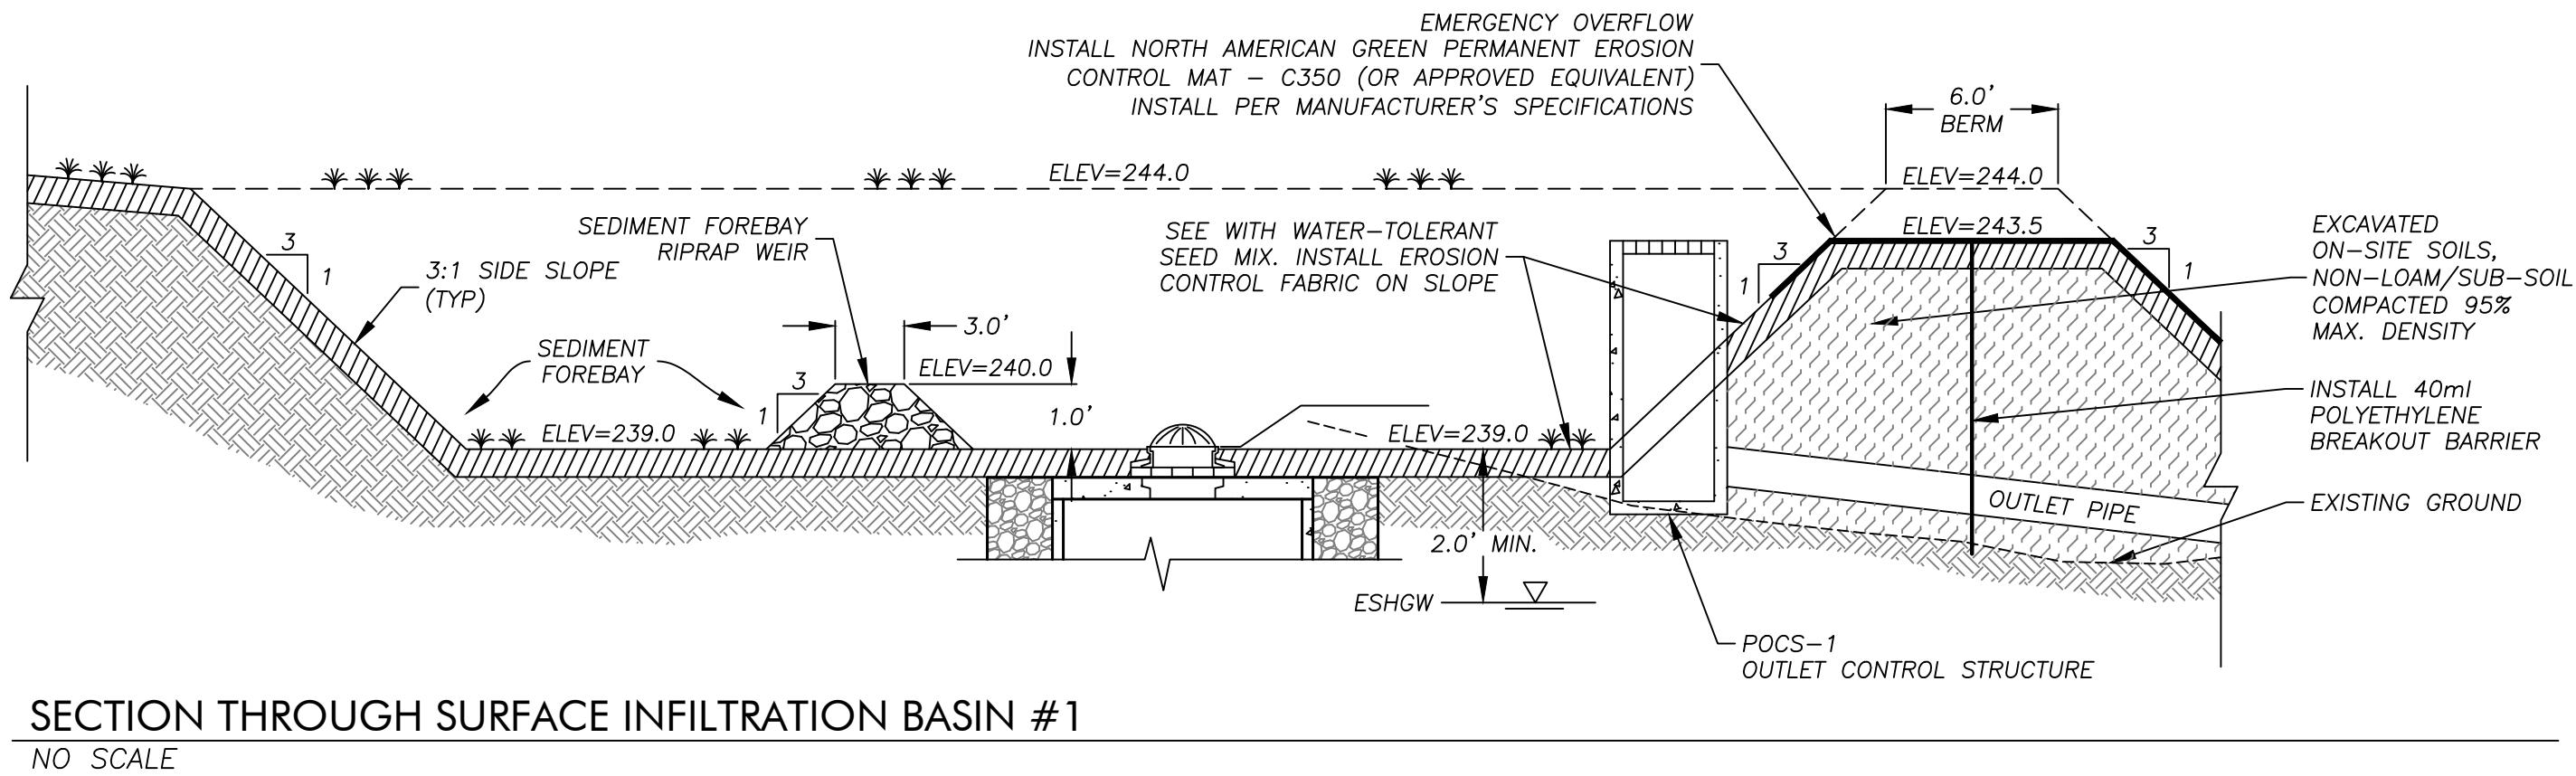 EMERGENCY OVERFLOW
INSTALL NORTH AMERICAN GREEN PERMANENT EROSION
CONTROL MAT - C350 (OR APPROVED EQUIVALENT)
INSTALL PER MANUFACTURER'S SPECIFICATIONS
6.0'
BERM
ELEV=244.0
ELEV=244.0
SEDIMENT FOREBAY
RIPRAP WEIR
SEE WITH WATER-TOLERANT
SEED MIX. INSTALL EROSION
CONTROL FABRIC ON SLOPE
ELEV=243.5
EXCAVATED
ON-SITE SOILS,
NON-LOAM/SUB-SOIL
COMPACTED 95%
MAX. DENSITY
3
1
3:1 SIDE SLOPE
(TYP)
3
1
3
1
SEDIMENT
FOREBAY
3.0'
ELEV=240.0
3
1
1.0'
INSTALL 40ml
POLYETHYLENE
BREAKOUT BARRIER
ELEV=239.0
ELEV=239.0
OUTLET PIPE
EXISTING GROUND
2.0' MIN.
ESHGW
POCS-1
OUTLET CONTROL STRUCTURE
SECTION THROUGH SURFACE INFILTRATION BASIN #1
NO SCALE